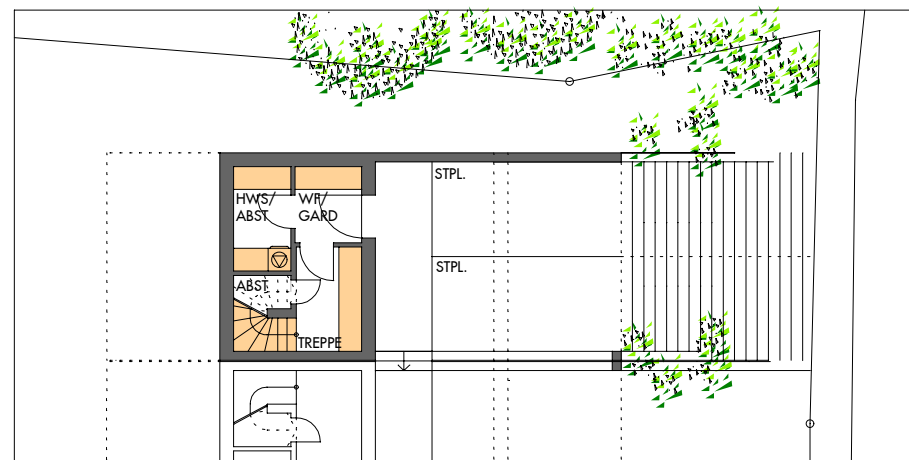 STPL.
HWS/ WF/
ABST GARD
STPL.
ABST
TREPPE